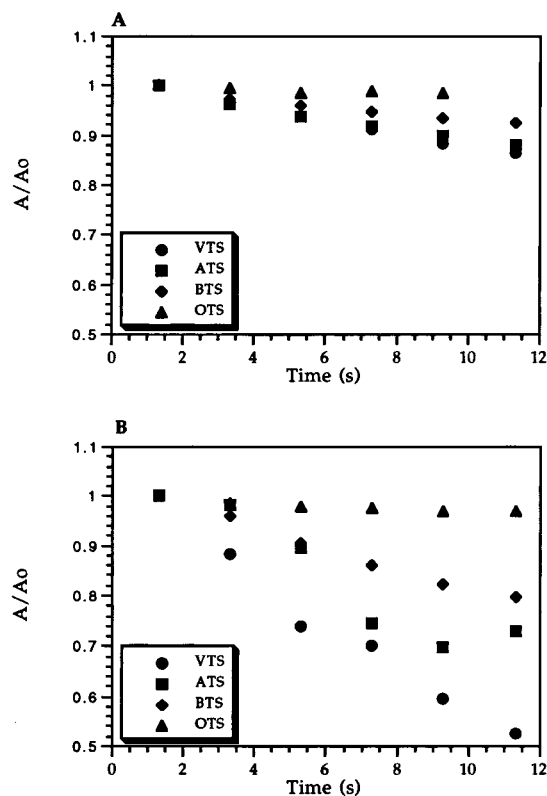 A
1.1
1
0.9
0.8
0.7
0.6
0.5
A/Ao
VTS
ATS
BTS
OTS
0 2 4 6 8 10 12
Time (s)
B
1.1
1
0.9
0.8
0.7
0.6
0.5
A/Ao
VTS
ATS
BTS
OTS
0 2 4 6 8 10 12
Time (s)